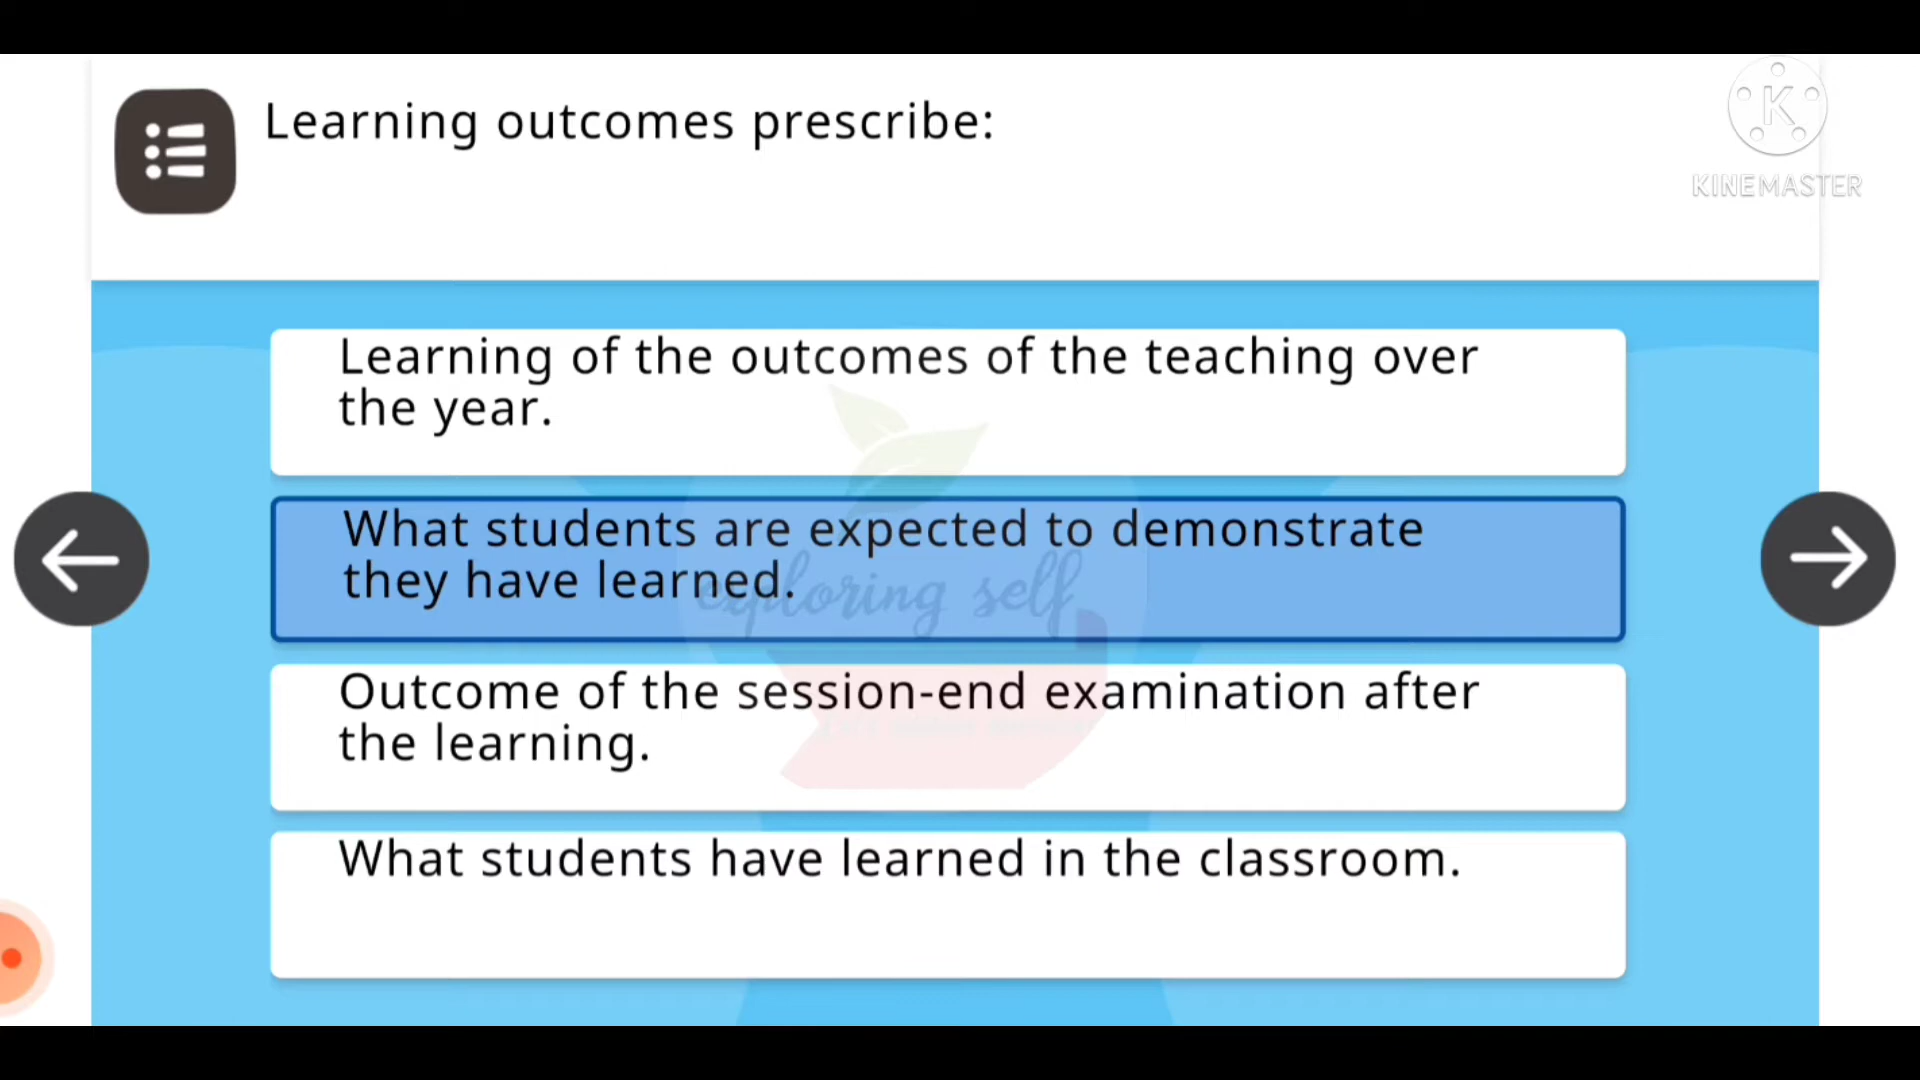 Learning outcomes prescribe:
KINEMASTER
Learning of the outcomes of the teaching over
the year.
What students are expected to demonstrate
they have learned.
exploring self
Outcome of the session-end examination after
the learning.
What students have learned in the classroom.